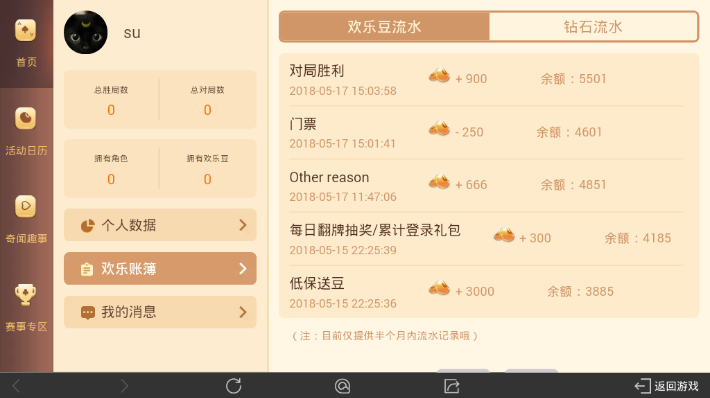 首页
活动日历
奇闻趣事
赛事专区
su
总胜局数
0
总对局数
0
拥有角色
0
拥有欢乐豆
0
个人数据
欢乐账簿
我的消息
欢乐豆流水
钻石流水
对局胜利
2018-05-17 15:03:58
+ 900
余额：5501
门票
2018-05-17 15:01:41
- 250
余额：4601
Other reason
2018-05-17 11:47:06
+ 666
余额：4851
每日翻牌抽奖/累计登录礼包
2018-05-15 22:25:39
+ 300
余额：4185
低保送豆
2018-05-15 22:25:36
+ 3000
余额：3885
（注：目前仅提供半个月内流水记录哦）
返回游戏